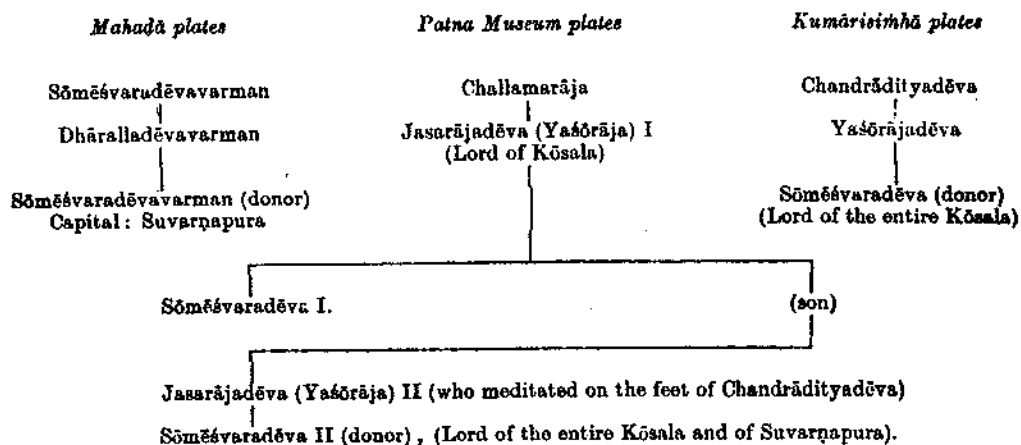 Mahaḍā plates
Patna Museum plates
Kumārisiṁhā plates
Sōmēśvaradēvavarman
Challamarāja
Chandrādityadēva
Dhāralladēvavarman
Jasarājadēva (Yaśōrāja) I
(Lord of Kōsala)
Yaśōrājadēva
Sōmēśvaradēvavarman (donor)
Capital: Suvarṇapura
Sōmēśvaradēva (donor)
(Lord of the entire Kōsala)
Sōmēśvaradēva I.
(son)
Jasarājadēva (Yaśōrāja) II (who meditated on the feet of Chandrādityadēva)
Sōmēśvaradēva II (donor), (Lord of the entire Kōsala and of Suvarṇapura).